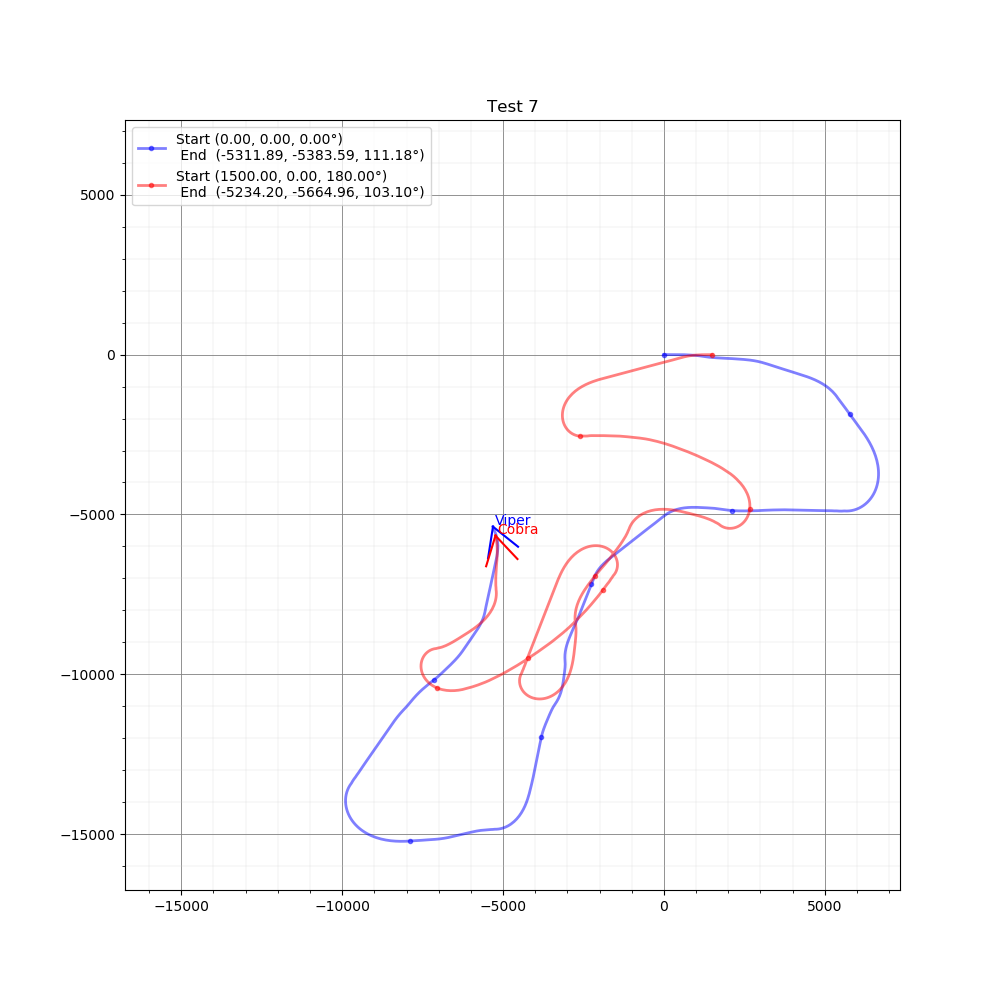 Test 7
Start (0.00, 0.00, 0.00°)
End (-5311.89, -5383.59, 111.18°)
Start (1500.00, 0.00, 180.00°)
End (-5234.20, -5664.96, 103.10°)
5000
0
−5000
−10000
−15000
Viper
Cobra
−15000 −10000 −5000 0 5000